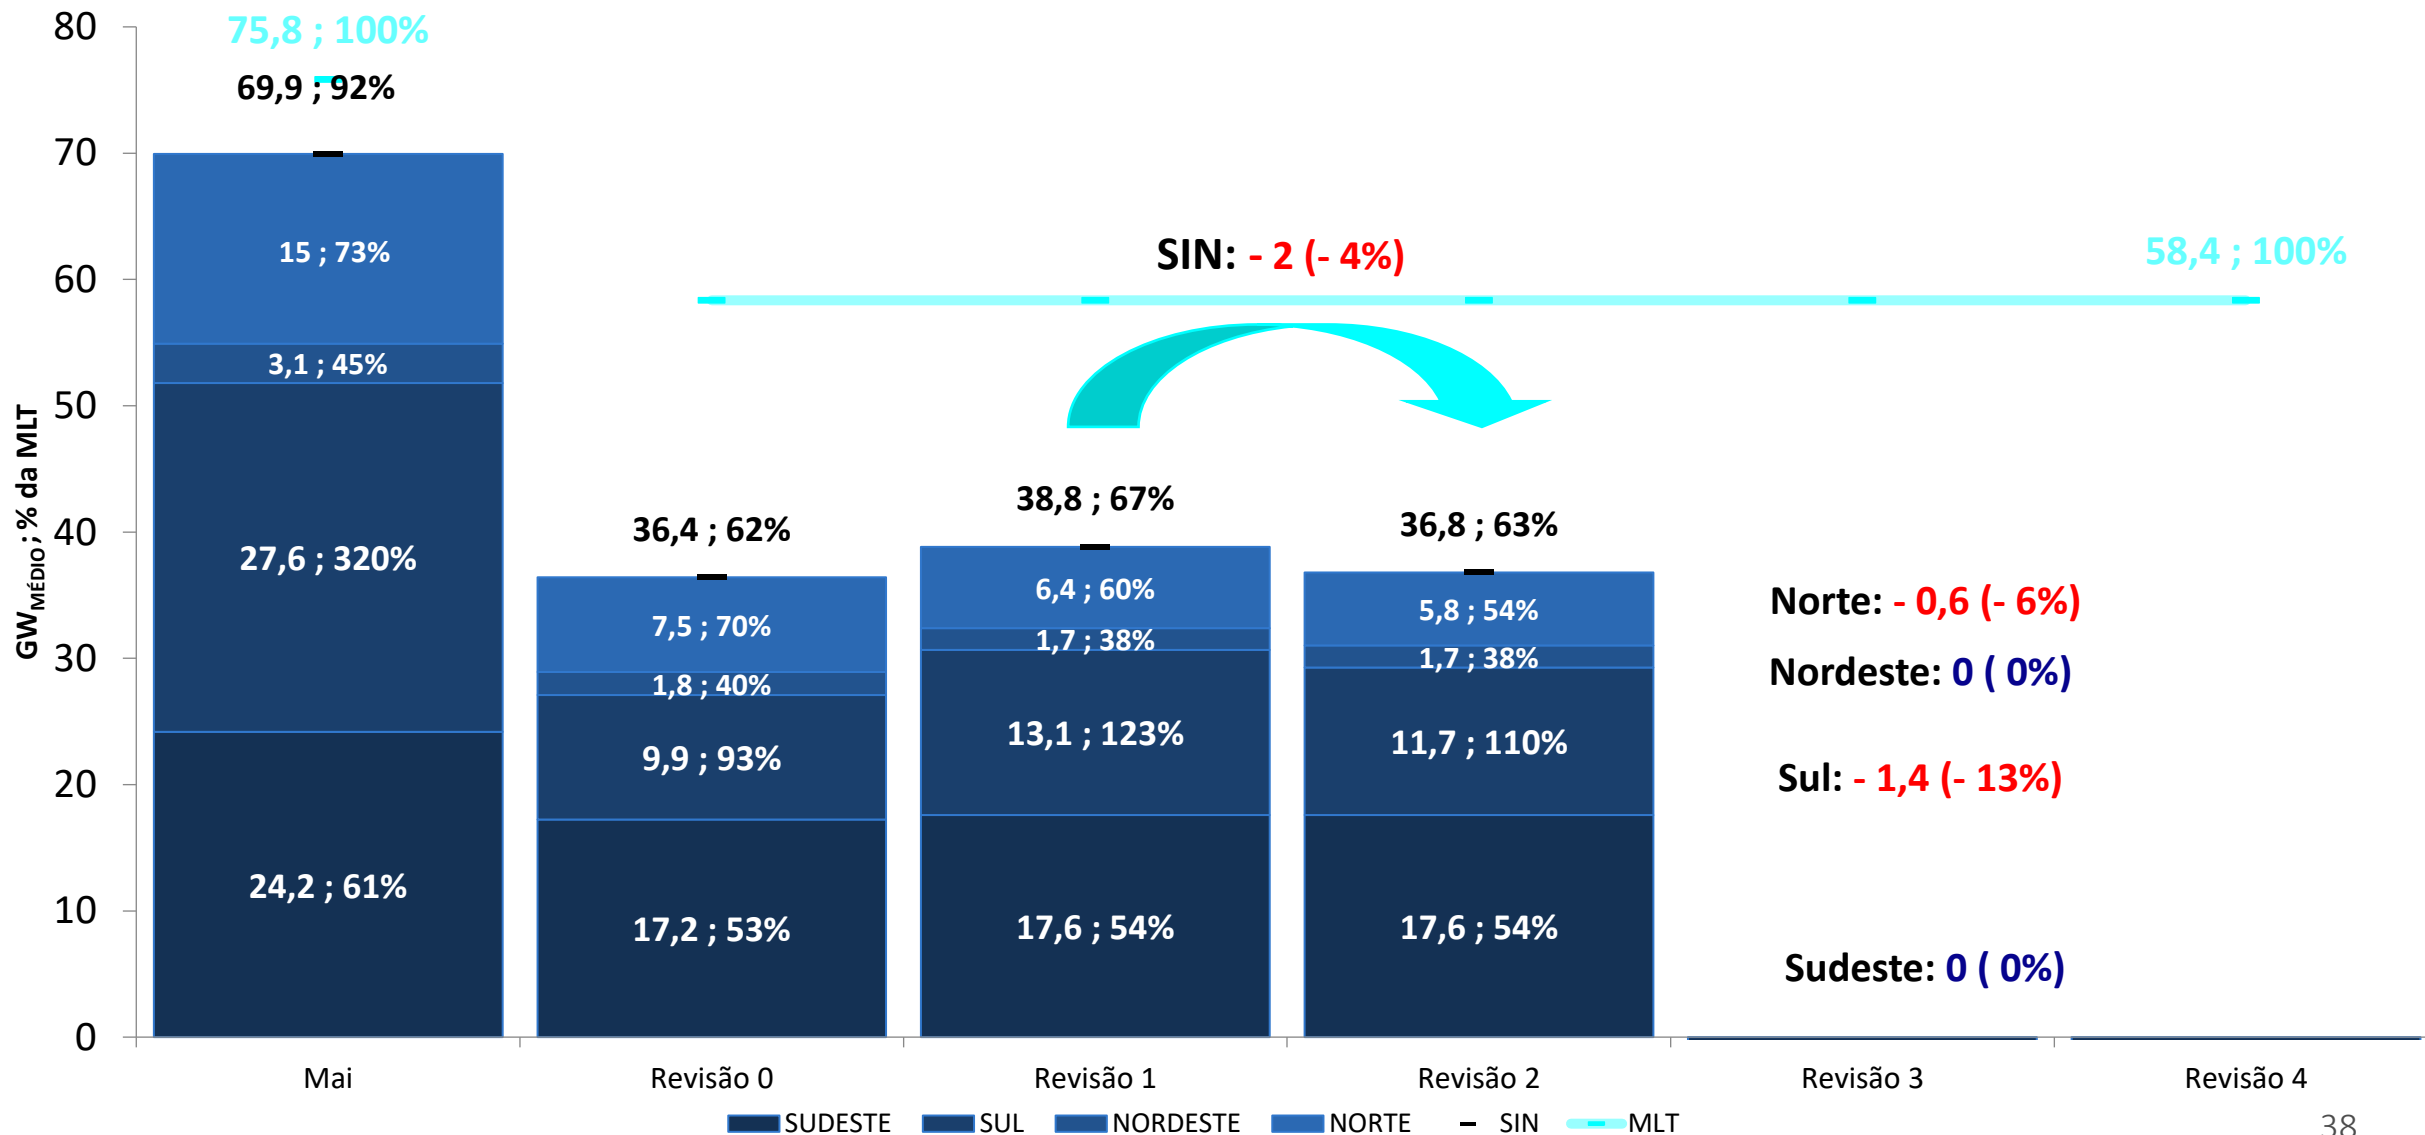 80
75,8 ; 100%
69,9 ; 92%
70
15 ; 73%
SIN: - 2 (- 4%)
58,4 ; 100%
60
3,1 ; 45%
50
GWMÉDIO; % da MLT
38,8 ; 67%
36,4 ; 62%
36,8 ; 63%
40
27,6 ; 320%
6,4 ; 60%
5,8 ; 54%
Norte: - 0,6 (- 6%)
7,5 ; 70%
1,7 ; 38%
1,7 ; 38%
30
Nordeste: 0 ( 0%)
1,8 ; 40%
13,1 ; 123%
11,7 ; 110%
9,9 ; 93%
Sul: - 1,4 (- 13%)
20
24,2 ; 61%
10
17,2 ; 53%
17,6 ; 54%
17,6 ; 54%
Sudeste: 0 ( 0%)
0
Mai
Revisão 0
Revisão 1
Revisão 2
Revisão 3
Revisão 4
SUDESTE
SUL
NORDESTE
NORTE
SIN
MLT
38